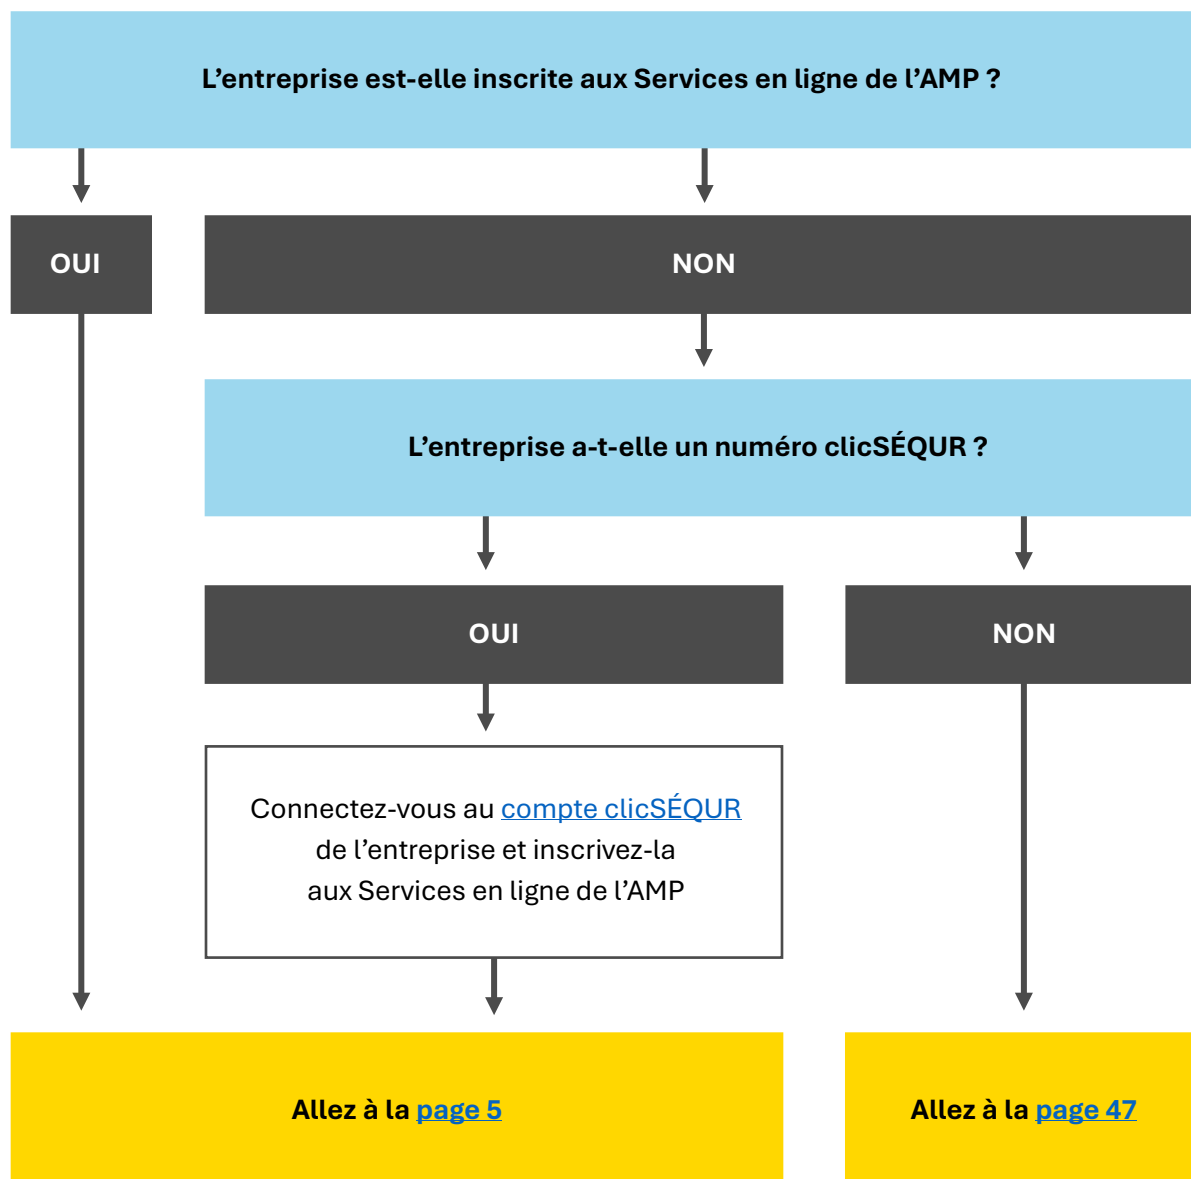 L’entreprise est-elle inscrite aux Services en ligne de l’AMP ?
OUI
NON
L’entreprise a-t-elle un numéro clicSÉQUR ?
OUI
NON
Connectez-vous au compte clicSÉQUR
de l’entreprise et inscrivez-la
aux Services en ligne de l’AMP
Allez à la page 5
Allez à la page 47